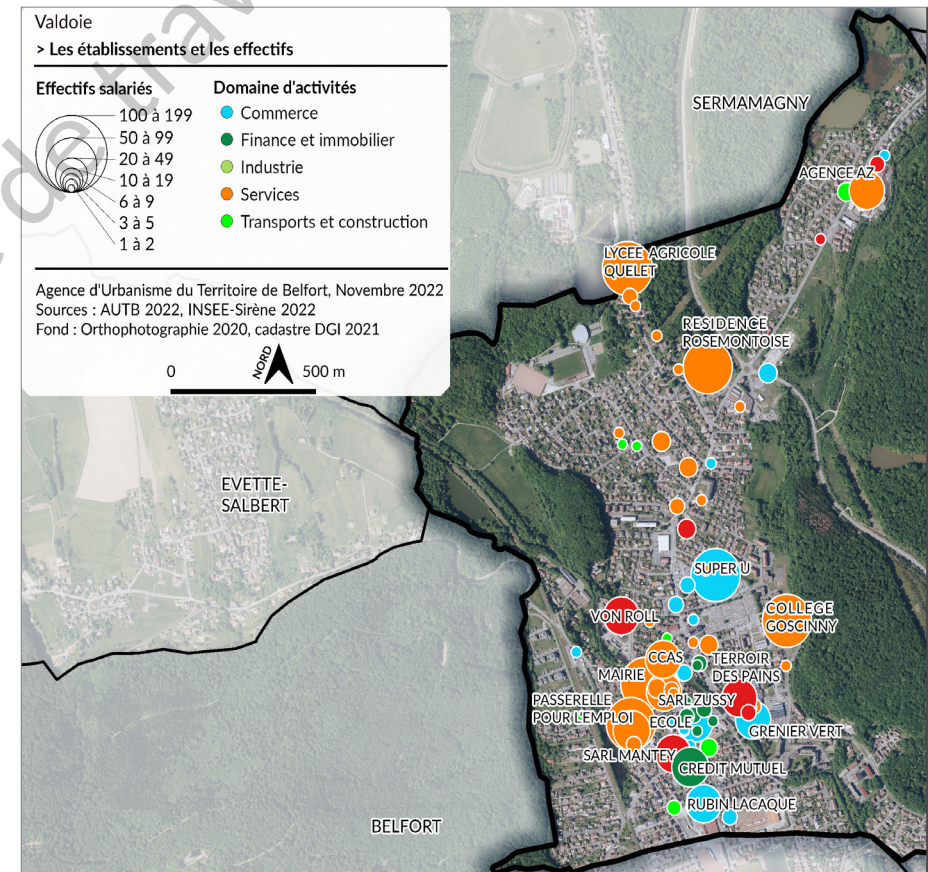 Valdoie
> Les établissements et les effectifs
Effectifs salariés
100 à 199
50 à 99
20 à 49
10 à 19
6 à 9
3 à 5
1 à 2
Domaine d'activités
Commerce
Finance et immobilier
Industrie
Services
Transports et construction
Agence d'Urbanisme du Territoire de Belfort, Novembre 2022
Sources : AUTB 2022, INSEE-Sirène 2022
Fond : Orthophotographie 2020, cadastre DGI 2021
NORD
0 500 m
de trav
SERMAMAGNY
AGENCE AZ
LYCEE AGRICOLE
QUELET
RESIDENCE
ROSEMONTOISE
EVETTE-
SALBERT
SUPER U
VON ROLL
COLLEGE
GOSCINNY
CCAS
TERROIR
DES PAINS
MAIRIE
PASSERELLE
POUR L'EMPLOI
SARL ZUSSY
ECOLE
GRENIER VERT
SARL MANTEY
CREDIT MUTUEL
RUBIN LACAQUE
BELFORT